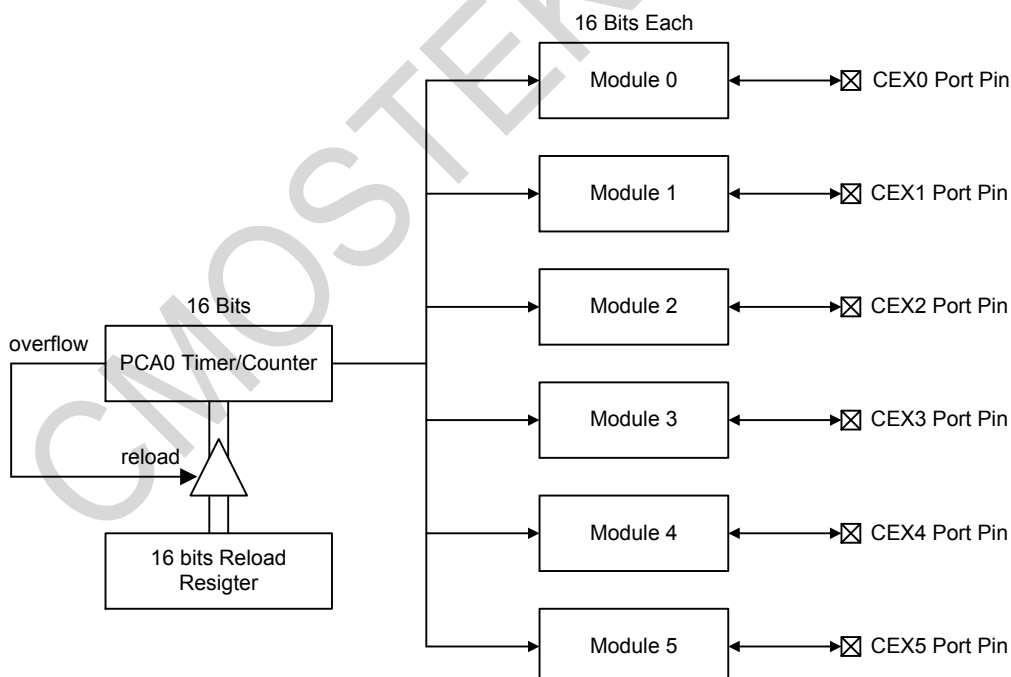 16 Bits Each
Module 0
CEX0 Port Pin
Module 1
CEX1 Port Pin
Module 2
CEX2 Port Pin
16 Bits
overflow
PCA0 Timer/Counter
Module 3
CEX3 Port Pin
reload
Module 4
CEX4 Port Pin
16 bits Reload
Resigter
Module 5
CEX5 Port Pin
CMOSTEK